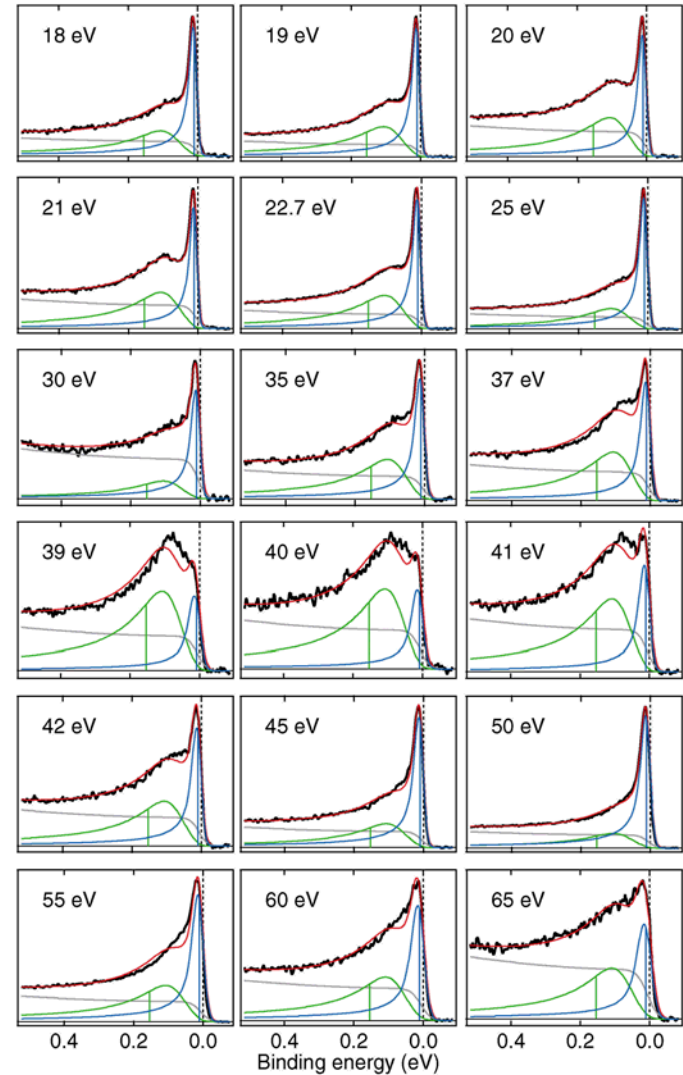 18 eV 19 eV 20 eV
21 eV 22.7 eV 25 eV
30 eV 35 eV 37 eV
39 eV 40 eV 41 eV
42 eV 45 eV 50 eV
55 eV 60 eV 65 eV
0.4 0.2 0.0 0.4 0.2 0.0 0.4 0.2 0.0
Binding energy (eV)